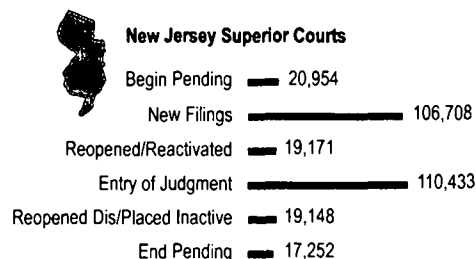 New Jersey Superior Courts
Begin Pending 20,954
New Filings 106,708
Reopened/Reactivated 19,171
Entry of Judgment 110,433
Reopened Dis/Placed Inactive 19,148
End Pending 17,252